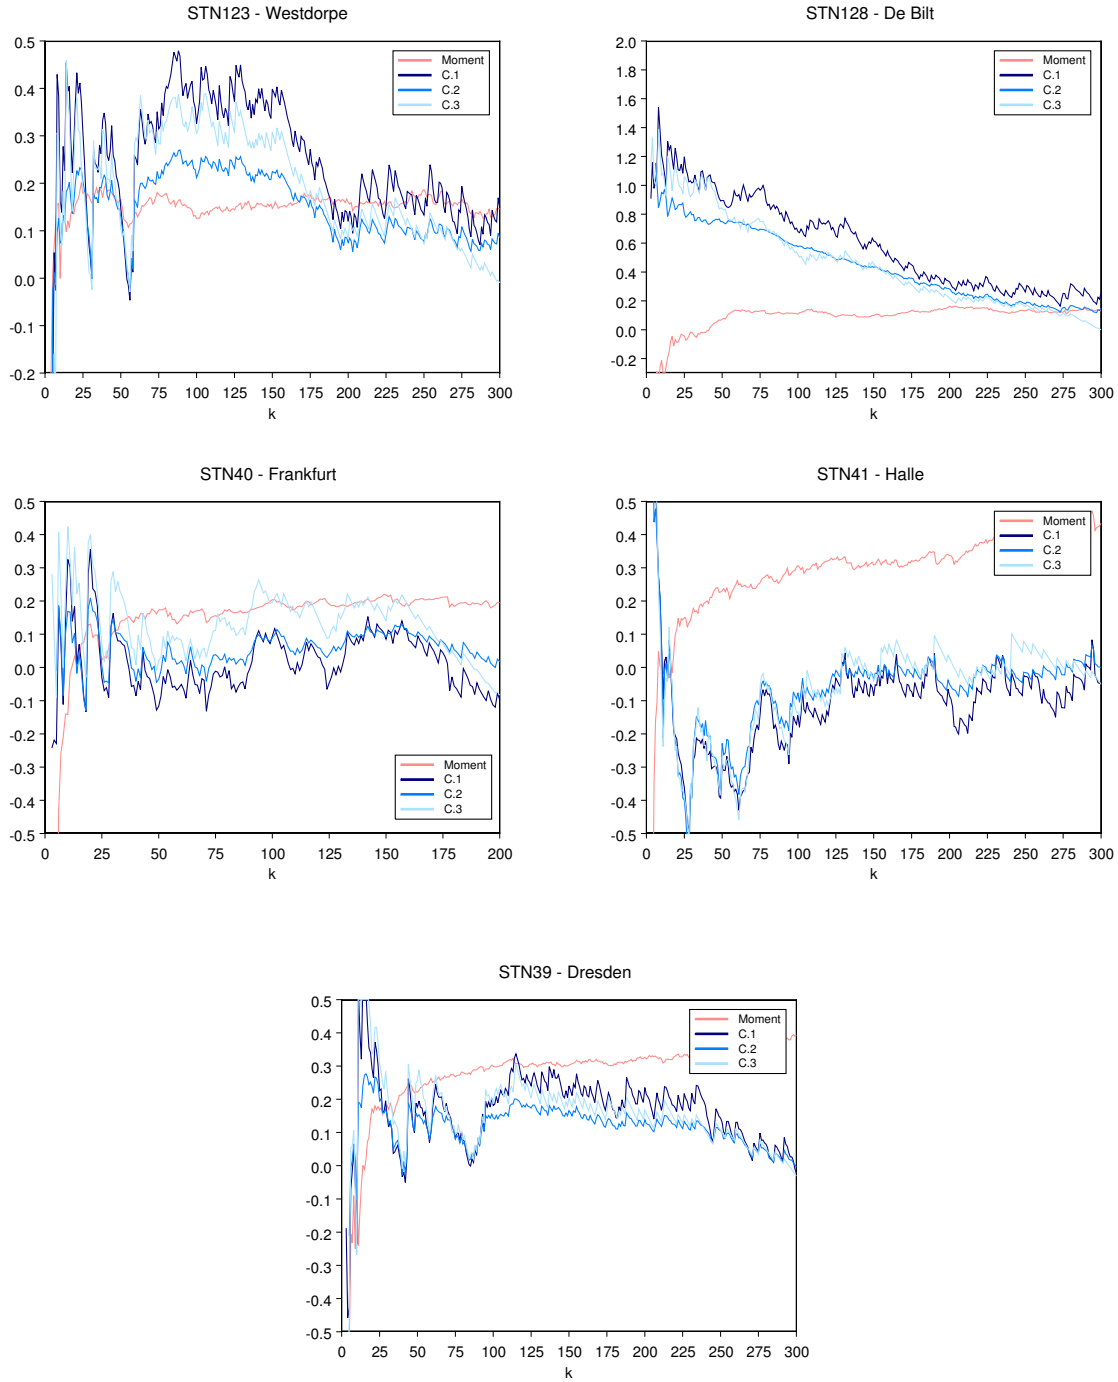 STN123 - Westdorpe
0.5
0.4
0.3
0.2
0.1
0.0
-0.1
-0.2
0 25 50 75 100 125 150 175 200 225 250 275 300
k
Moment
C.1
C.2
C.3
STN128 - De Bilt
2.0
1.8
1.6
1.4
1.2
1.0
0.8
0.6
0.4
0.2
0.0
-0.2
0 25 50 75 100 125 150 175 200 225 250 275 300
k
Moment
C.1
C.2
C.3
STN40 - Frankfurt
0.5
0.4
0.3
0.2
0.1
0.0
-0.1
-0.2
-0.3
-0.4
-0.5
0 25 50 75 100 125 150 175 200
k
Moment
C.1
C.2
C.3
STN41 - Halle
0.5
0.4
0.3
0.2
0.1
0.0
-0.1
-0.2
-0.3
-0.4
-0.5
0 25 50 75 100 125 150 175 200 225 250 275 300
k
Moment
C.1
C.2
C.3
STN39 - Dresden
0.5
0.4
0.3
0.2
0.1
0.0
-0.1
-0.2
-0.3
-0.4
-0.5
0 25 50 75 100 125 150 175 200 225 250 275 300
k
Moment
C.1
C.2
C.3